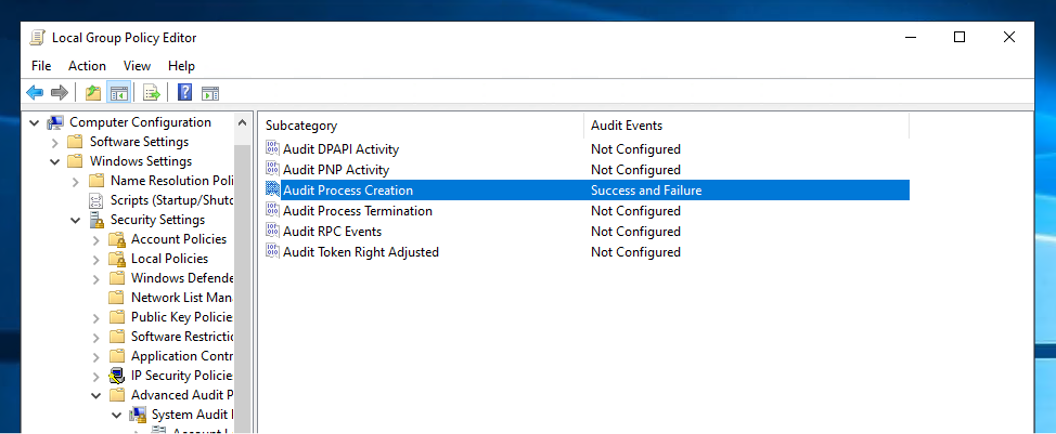 Local Group Policy Editor
File Action View Help
Computer Configuration
Software Settings
Windows Settings
Name Resolution Poli
Scripts (Startup/Shutd
Security Settings
Account Policies
Local Policies
Windows Defende
Network List Man
Public Key Policie
Software Restrictio
Application Contr
IP Security Policie
Advanced Audit P
System Audit
Subcategory Audit Events
Audit DPAPI Activity Not Configured
Audit PNP Activity Not Configured
Audit Process Creation Success and Failure
Audit Process Termination Not Configured
Audit RPC Events Not Configured
Audit Token Right Adjusted Not Configured